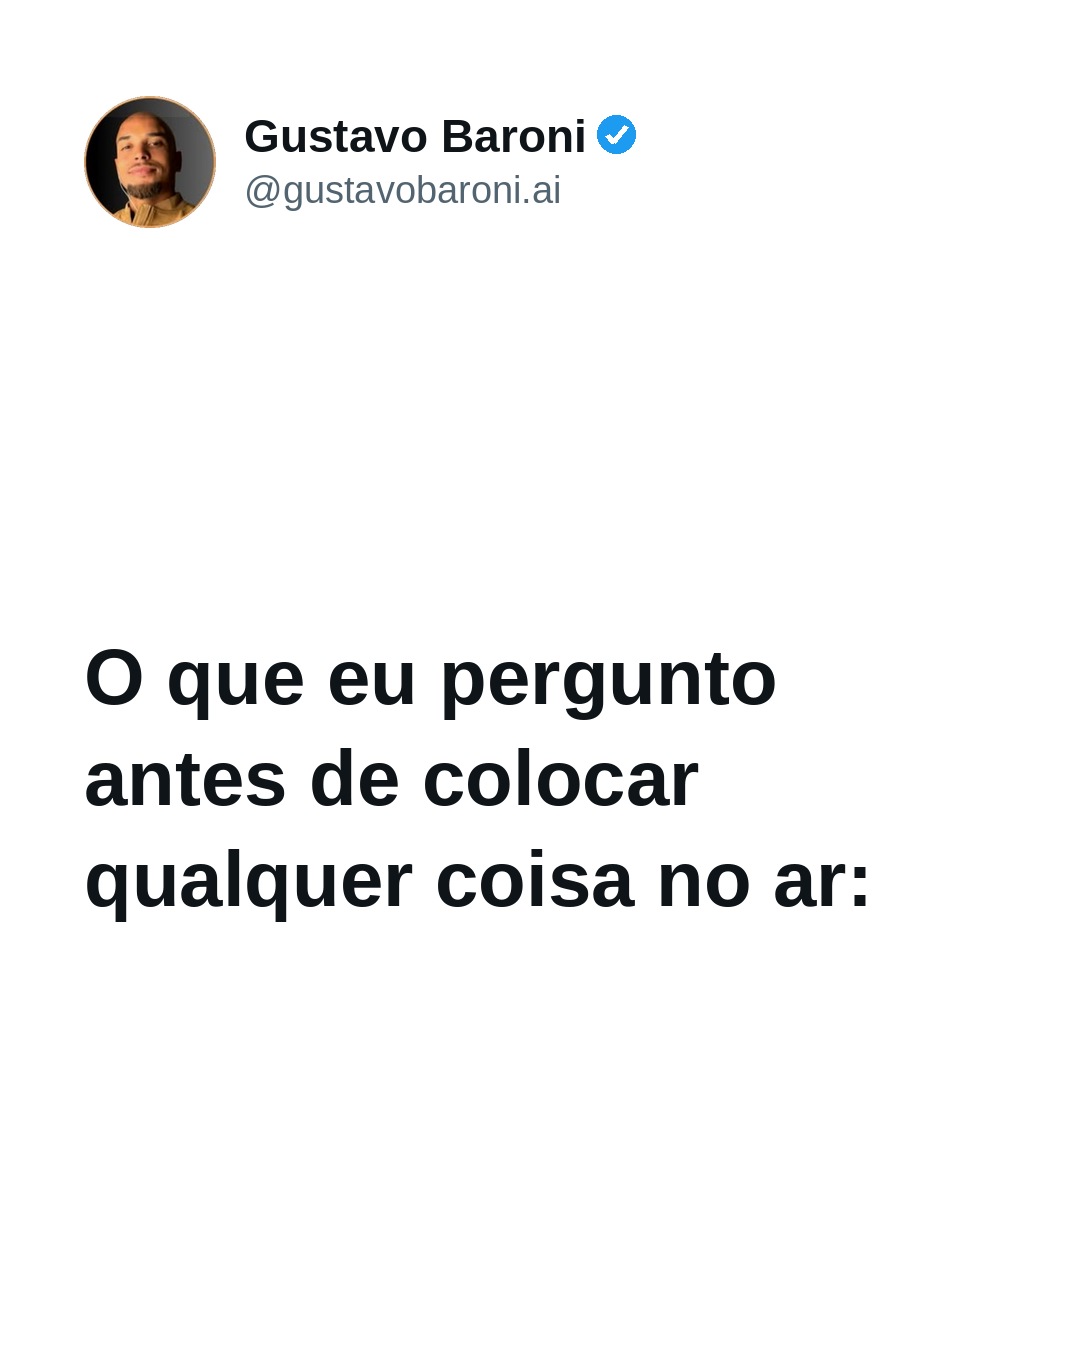 Gustavo Baroni
@gustavobaroni.ai
O que eu pergunto
antes de colocar
qualquer coisa no ar: